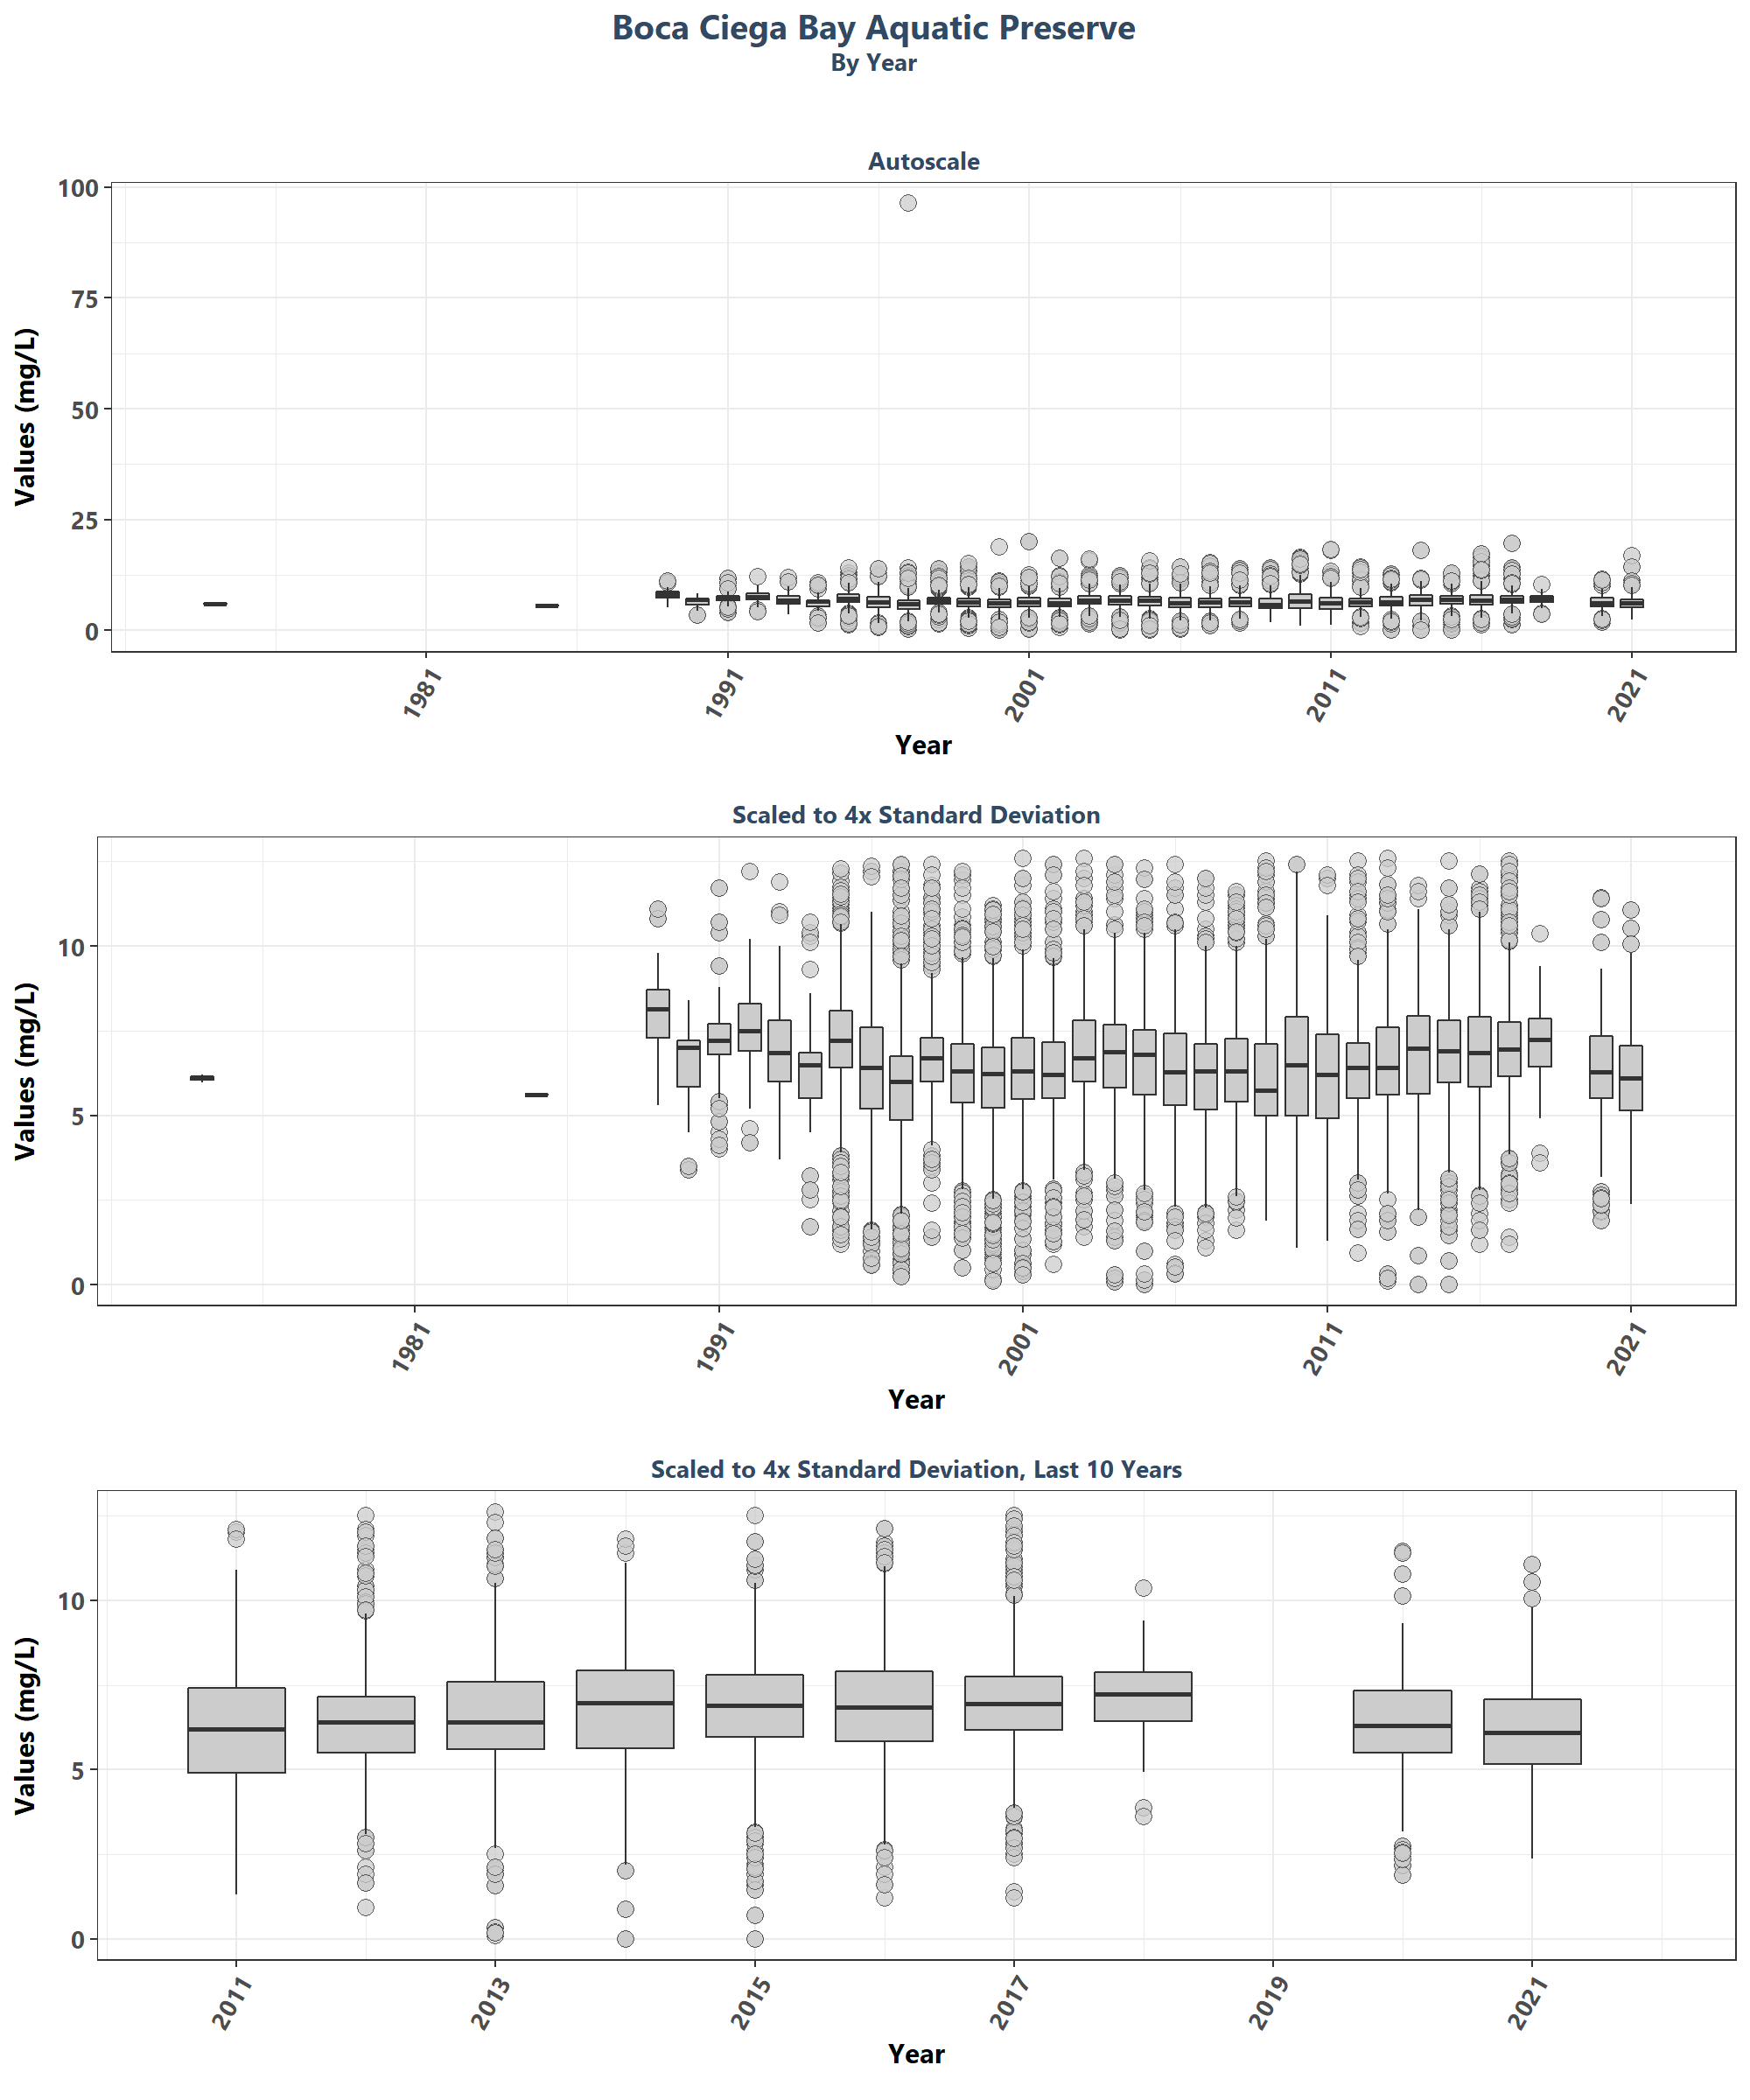 Boca Ciega Bay Aquatic Preserve
By Year
Autoscale
100
75
50
25
0
Values (mg/L)
1981
1991
2001
2011
2021
Year
Scaled to 4x Standard Deviation
10
5
0
Values (mg/L)
1981
1991
2001
2011
2021
Year
Scaled to 4x Standard Deviation, Last 10 Years
10
5
0
Values (mg/L)
2011
2013
2015
2017
2019
2021
Year